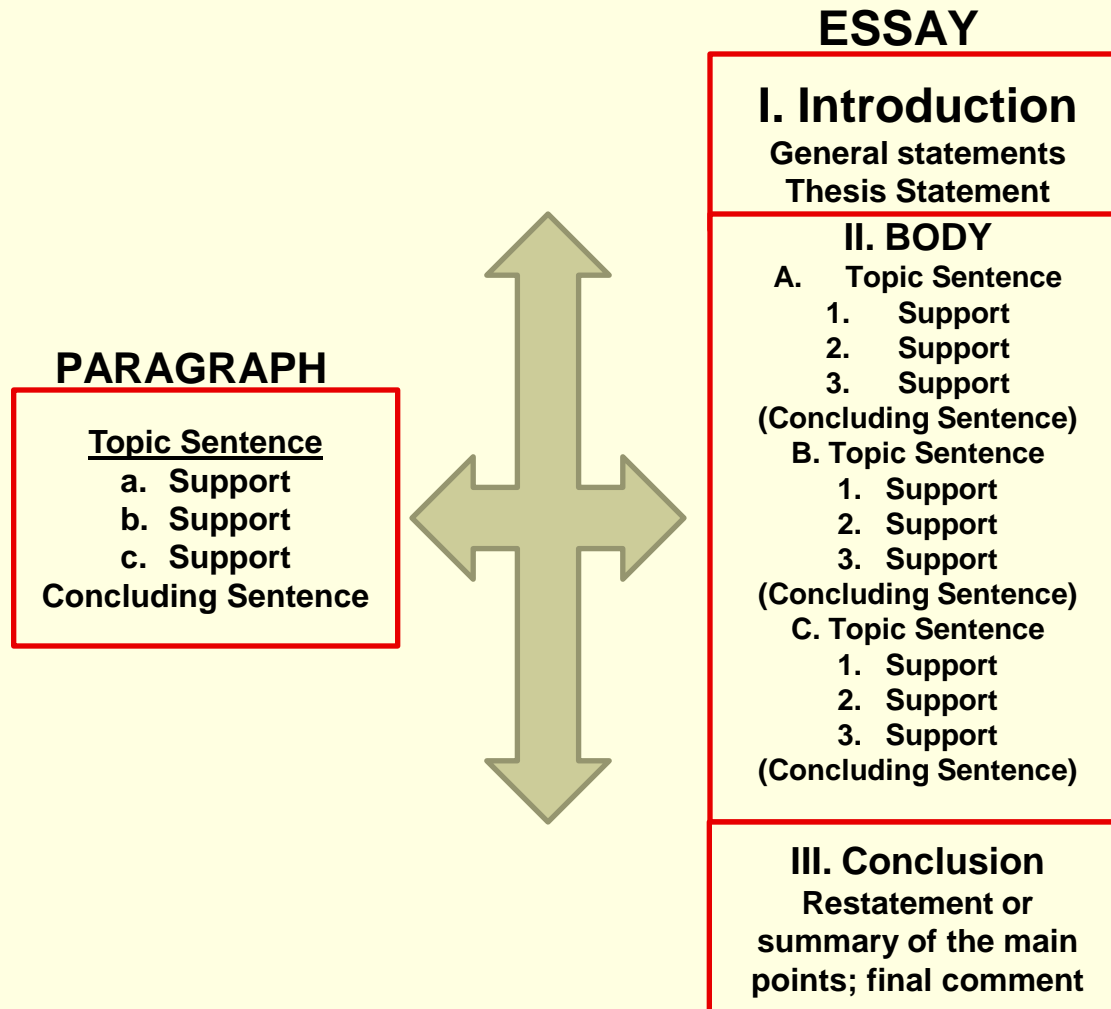 PARAGRAPH
Topic Sentence
a. Support
b. Support
c. Support
Concluding Sentence
ESSAY
I. Introduction
General statements
Thesis Statement
II. BODY
A. Topic Sentence
1. Support
2. Support
3. Support
(Concluding Sentence)
B. Topic Sentence
1. Support
2. Support
3. Support
(Concluding Sentence)
C. Topic Sentence
1. Support
2. Support
3. Support
(Concluding Sentence)
III. Conclusion
Restatement or
summary of the main
points; final comment